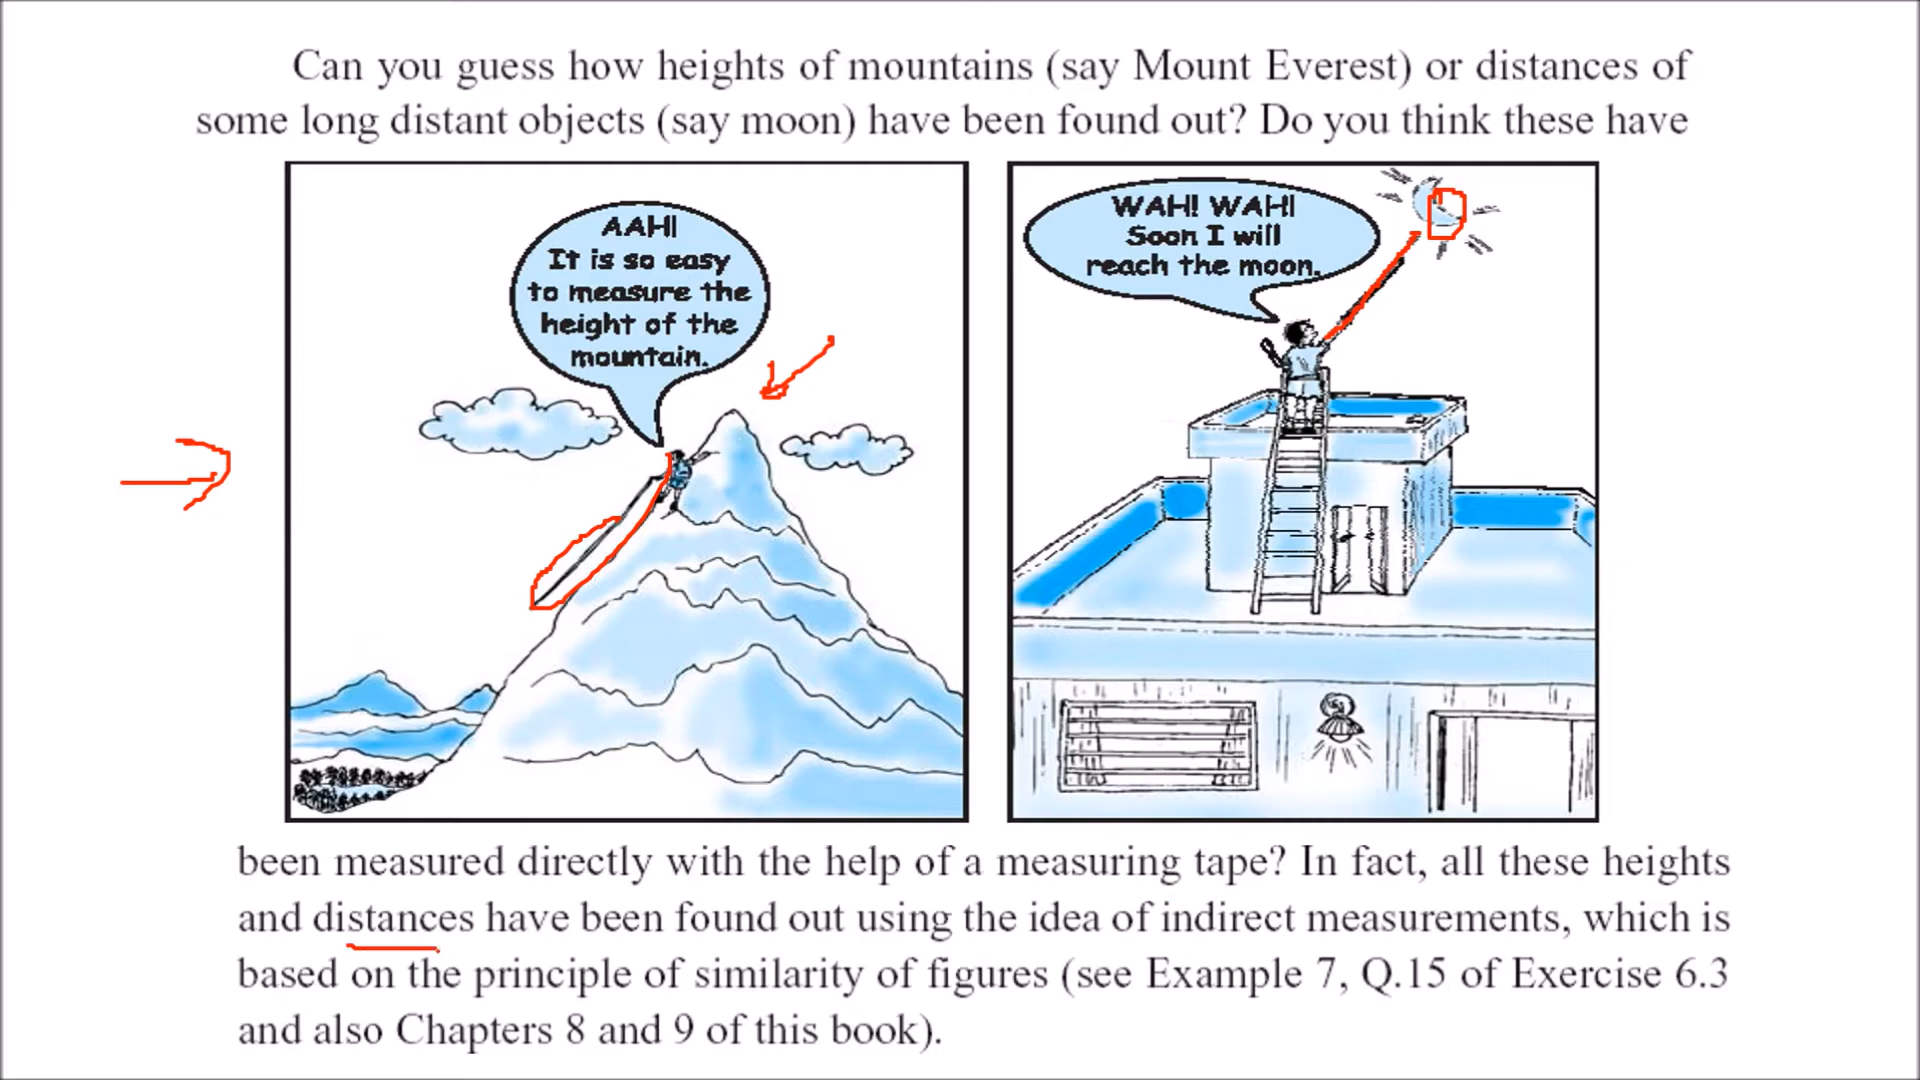 Can you guess how heights of mountains (say Mount Everest) or distances of
some long distant objects (say moon) have been found out? Do you think these have
AAH!
It is so easy
to measure the
height of the
mountain.
WAH! WAH!
Soon I will
reach the moon.
been measured directly with the help of a measuring tape? In fact, all these heights
and distances have been found out using the idea of indirect measurements, which is
based on the principle of similarity of figures (see Example 7, Q.15 of Exercise 6.3
and also Chapters 8 and 9 of this book).